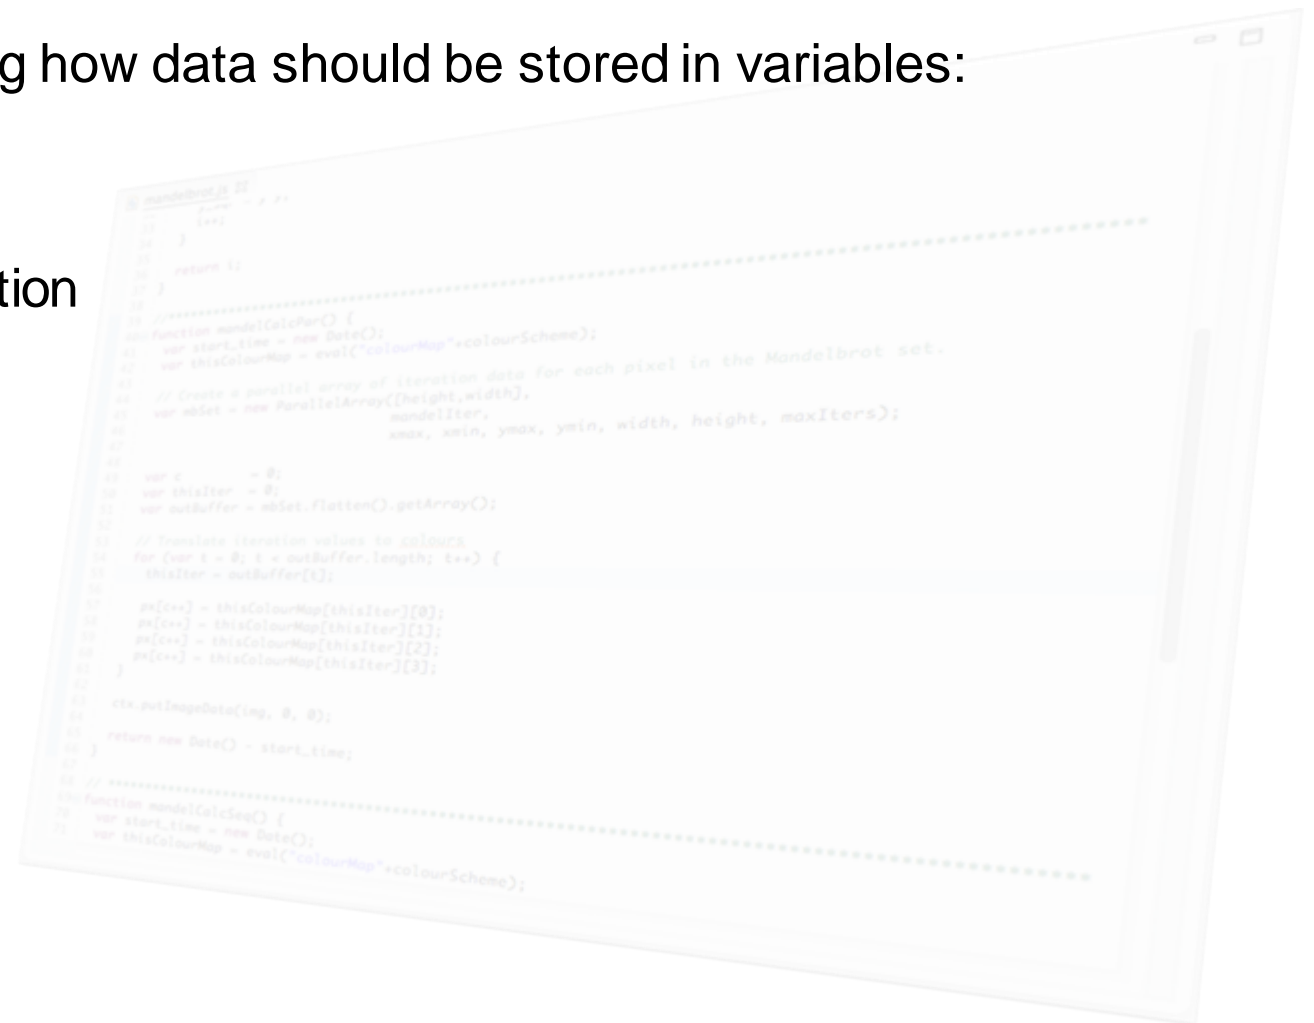 g how data should be stored in variables:
mandelbrot.js
i++;
}
return i;
}
tion
function mandelCalcPar() {
var start_time = new Date();
var thisColourMap = eval("colourMap"+colourScheme);
// Create a parallel array of iteration data for each pixel in the Mandelbrot set.
var mbSet = new ParallelArray([height,width],
mandelIter,
xmax, xmin, ymax, ymin, width, height, maxIters);
var c = 0;
var thisIter = 0;
var outBuffer = mbSet.flatten().getArray();
// Translate iteration values to colours
for (var t = 0; t < outBuffer.length; t++) {
thisIter = outBuffer[t];
px[c++] = thisColourMap[thisIter][0];
px[c++] = thisColourMap[thisIter][1];
px[c++] = thisColourMap[thisIter][2];
px[c++] = thisColourMap[thisIter][3];
}
ctx.putImageData(img, 0, 0);
return new Date() - start_time;
}
function mandelCalcSeq() {
var start_time = new Date();
var thisColourMap = eval("colourMap"+colourScheme);